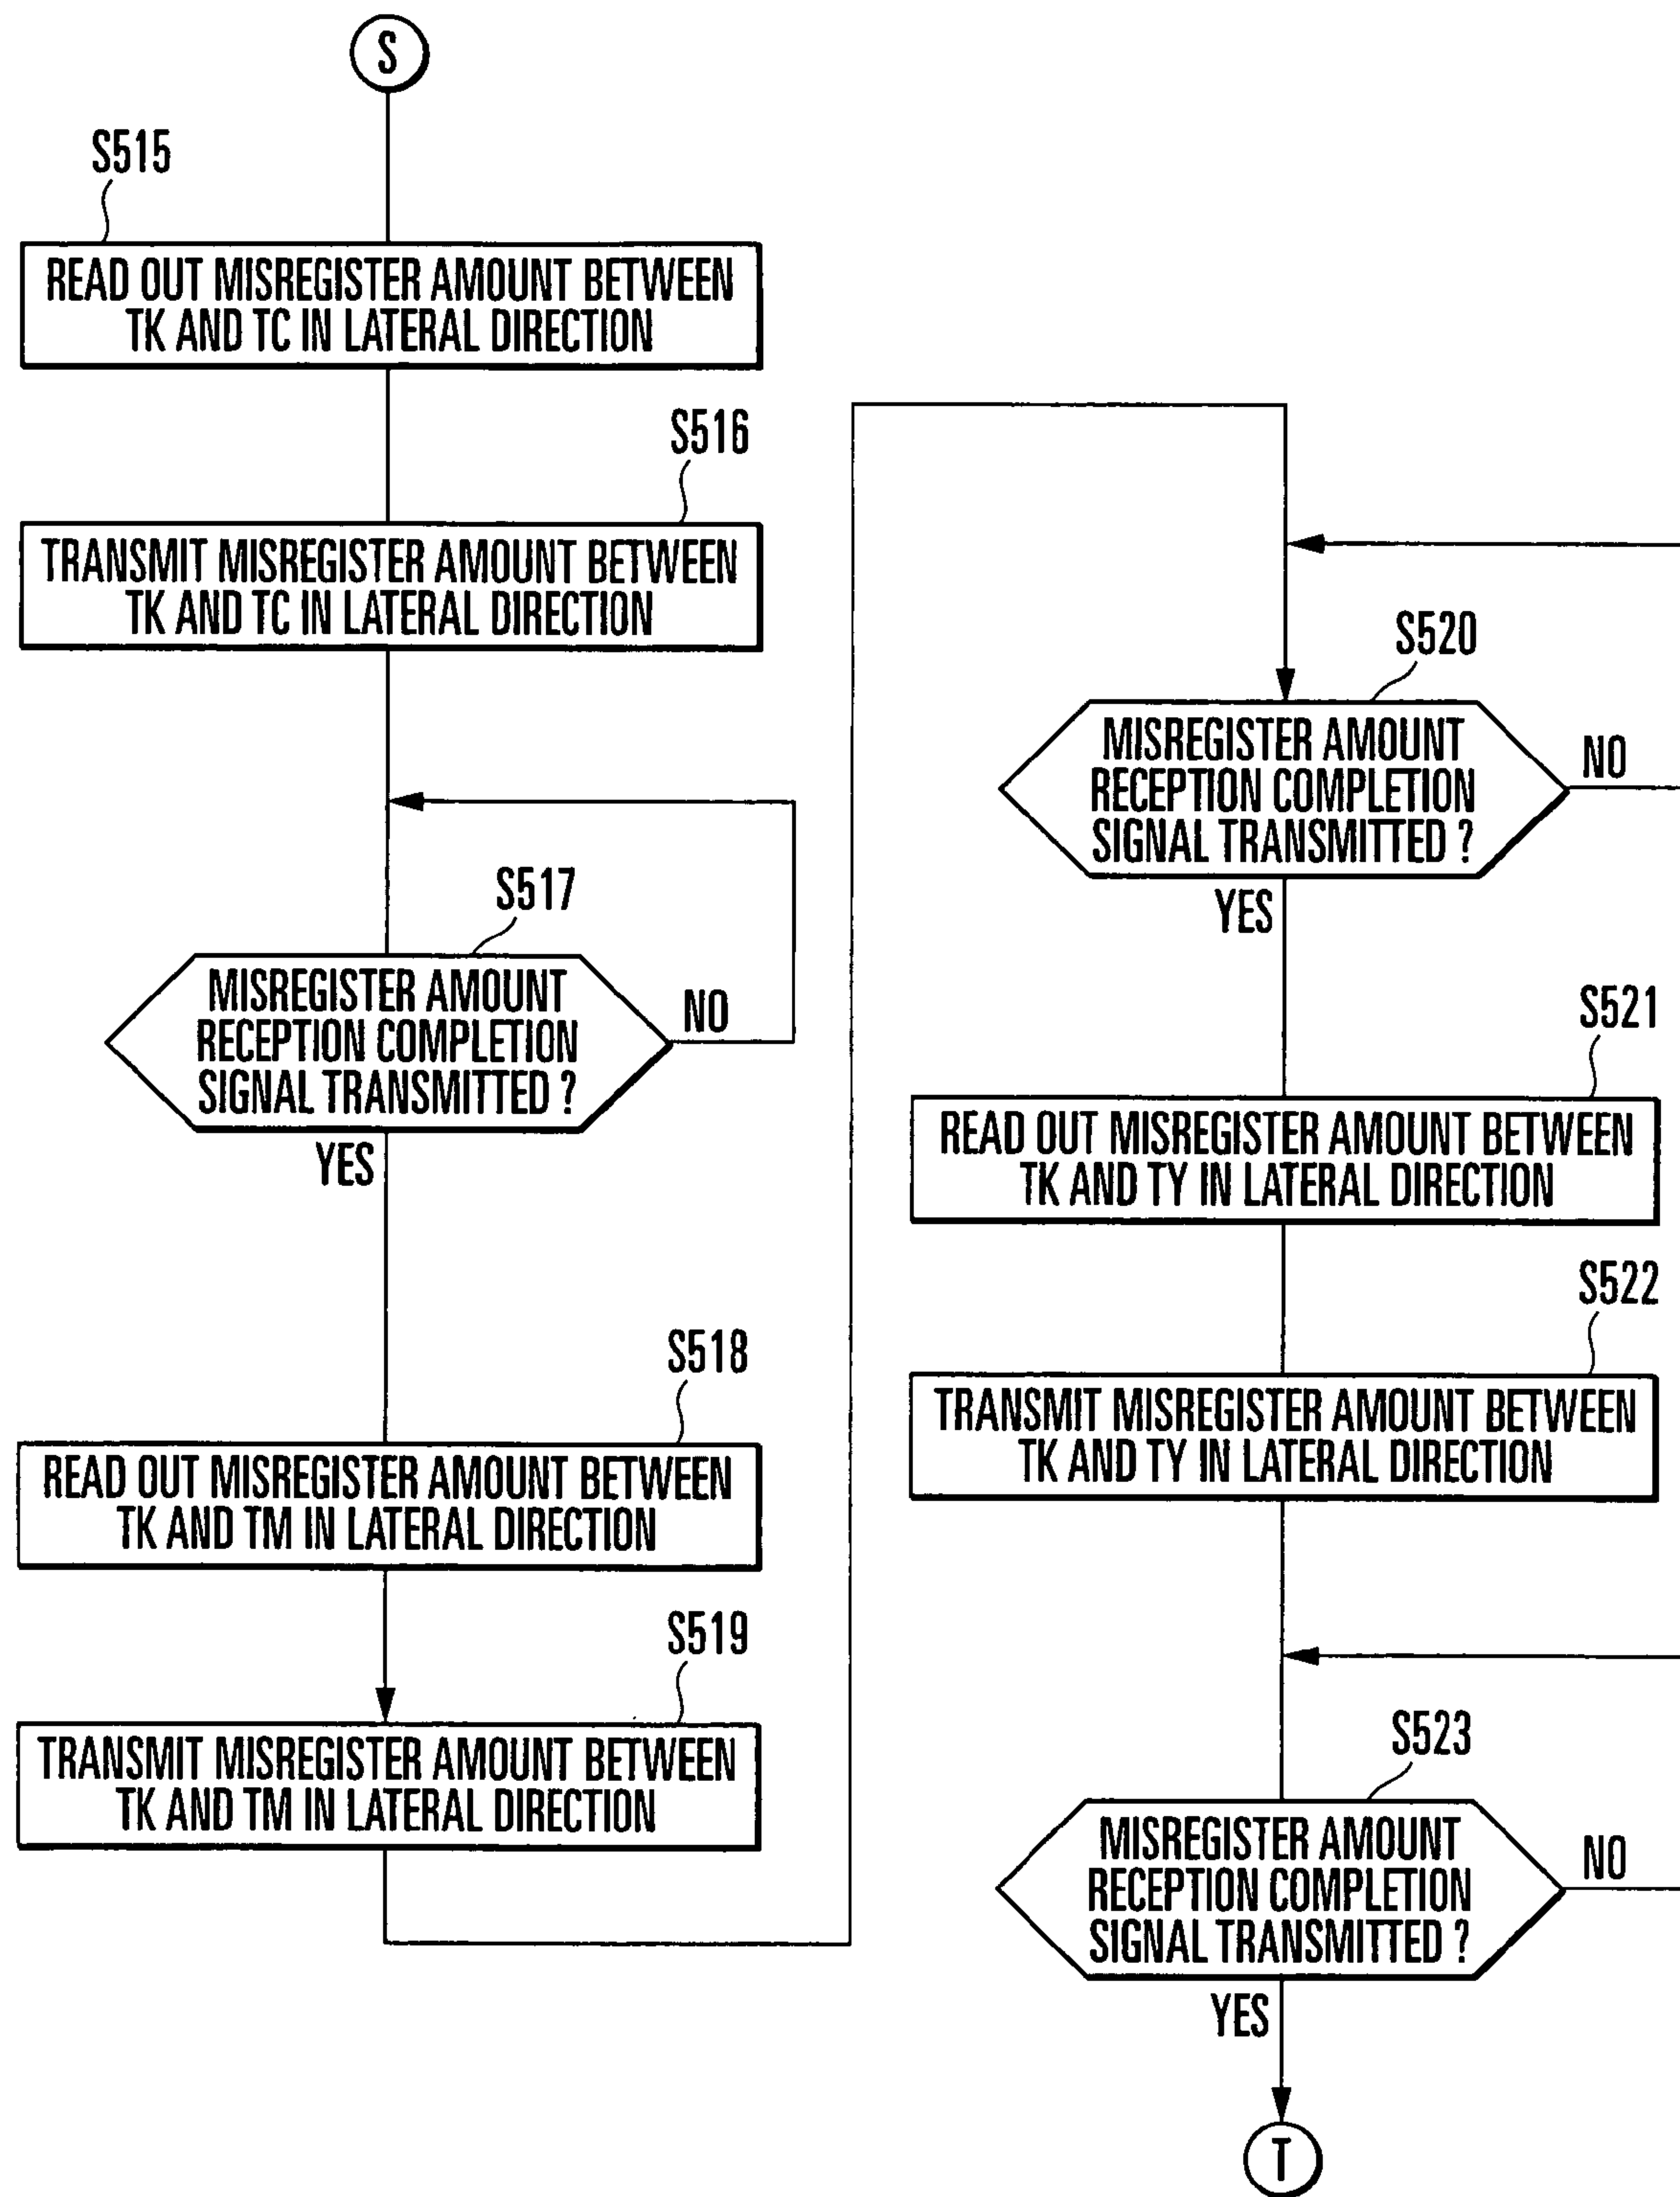 S
S515
READ OUT MISREGISTER AMOUNT BETWEEN
TK AND TC IN LATERAL DIRECTION
S516
TRANSMIT MISREGISTER AMOUNT BETWEEN
TK AND TC IN LATERAL DIRECTION
S517
MISREGISTER AMOUNT
RECEPTION COMPLETION
SIGNAL TRANSMITTED ?
NO
YES
S518
READ OUT MISREGISTER AMOUNT BETWEEN
TK AND TM IN LATERAL DIRECTION
S519
TRANSMIT MISREGISTER AMOUNT BETWEEN
TK AND TM IN LATERAL DIRECTION
S520
MISREGISTER AMOUNT
RECEPTION COMPLETION
SIGNAL TRANSMITTED ?
NO
YES
S521
READ OUT MISREGISTER AMOUNT BETWEEN
TK AND TY IN LATERAL DIRECTION
S522
TRANSMIT MISREGISTER AMOUNT BETWEEN
TK AND TY IN LATERAL DIRECTION
S523
MISREGISTER AMOUNT
RECEPTION COMPLETION
SIGNAL TRANSMITTED ?
NO
YES
T